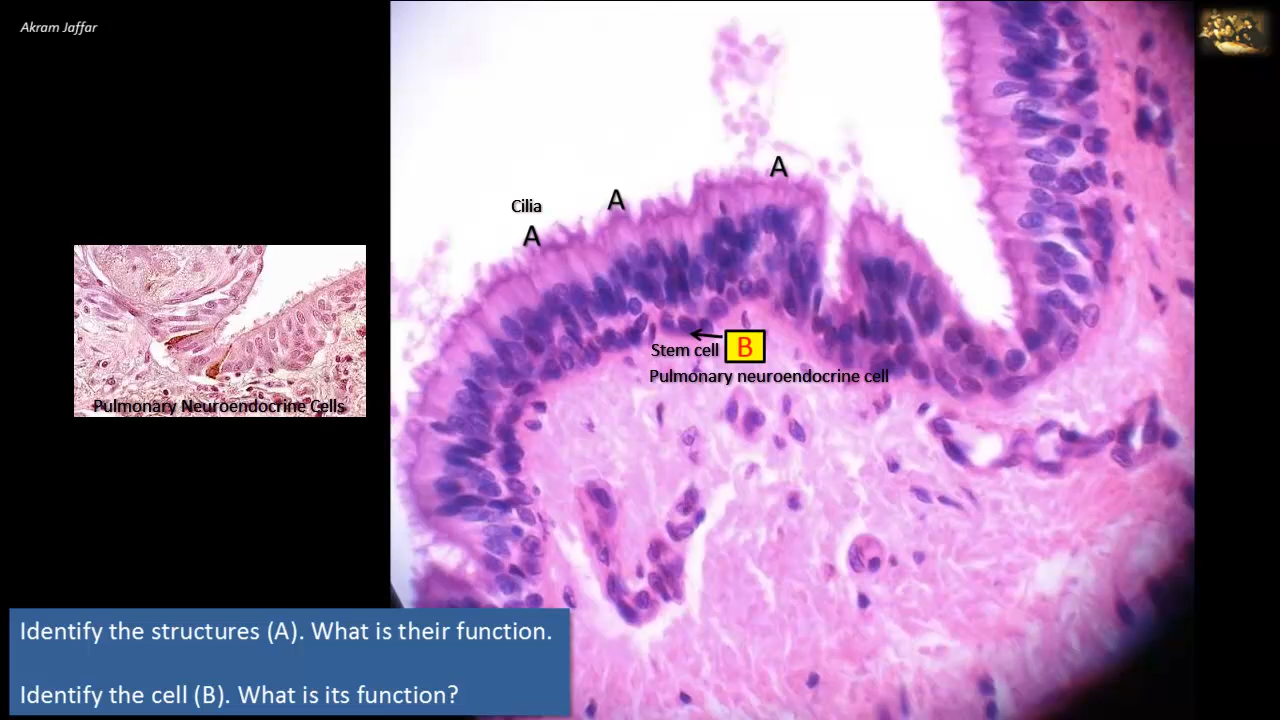 Akram Jaffar
A
Cilia
A
A
Stem cell B
Pulmonary neuroendocrine cell
Pulmonary Neuroendocrine Cells
Identify the structures (A). What is their function.
Identify the cell (B). What is its function?